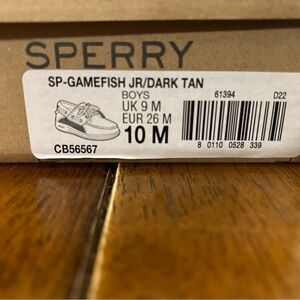 SPERRY
SP-GAMEFISH JR/DARK TAN
BOYS
UK 9 M
EUR 26 M
10 M
CB56567
61394 D22
8 0110 0528 339